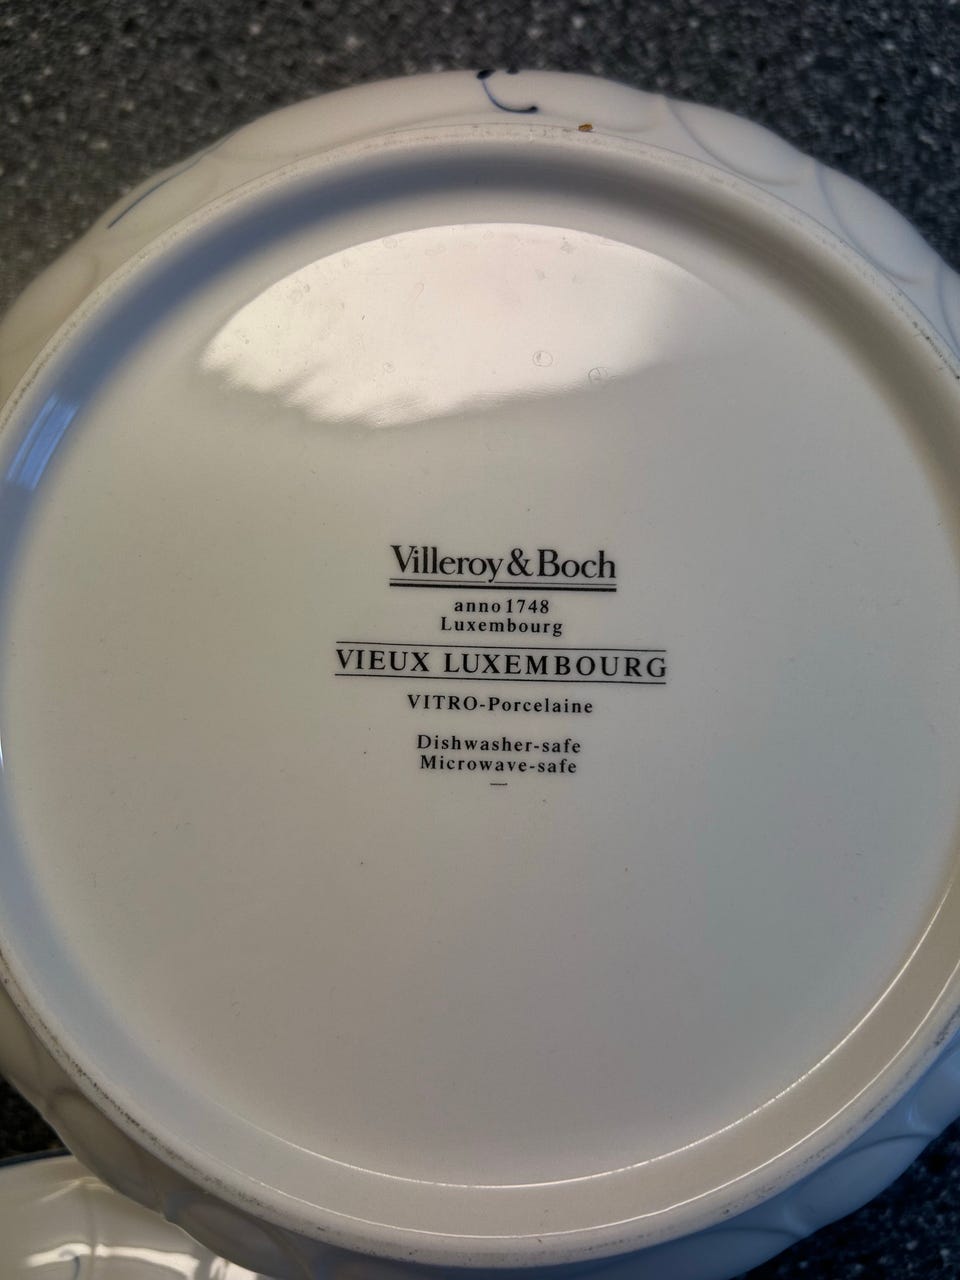 Villeroy & Boch
anno 1748
Luxembourg
VIEUX LUXEMBOURG
VITRO-Porcelaine
Dishwasher-safe
Microwave-safe